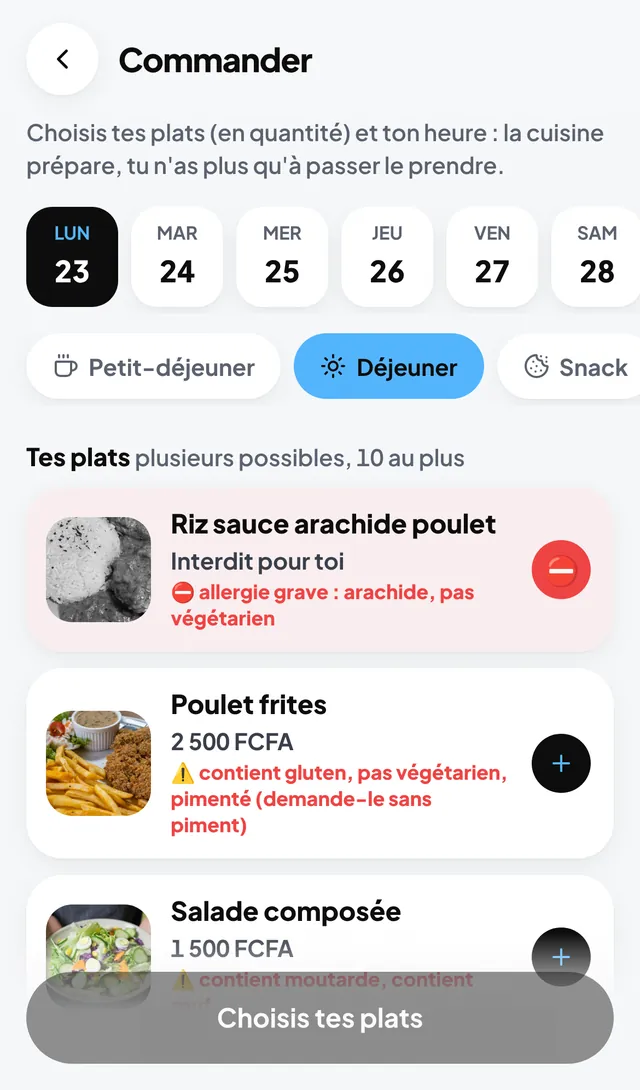 Commander
Choisis tes plats (en quantité) et ton heure : la cuisine
prépare, tu n'as plus qu'à passer le prendre.
LUN
23
MAR
24
MER
25
JEU
26
VEN
27
SAM
28
Petit-déjeuner
Déjeuner
Snack
Tes plats plusieurs possibles, 10 au plus
Riz sauce arachide poulet
Interdit pour toi
⛔ allergie grave : arachide, pas
végétarien
Poulet frites
2 500 FCFA
⚠️ contient gluten, pas végétarien,
pimenté (demande-le sans
piment)
Salade composée
1 500 FCFA
⚠️ contient moutarde, contient
Choisis tes plats